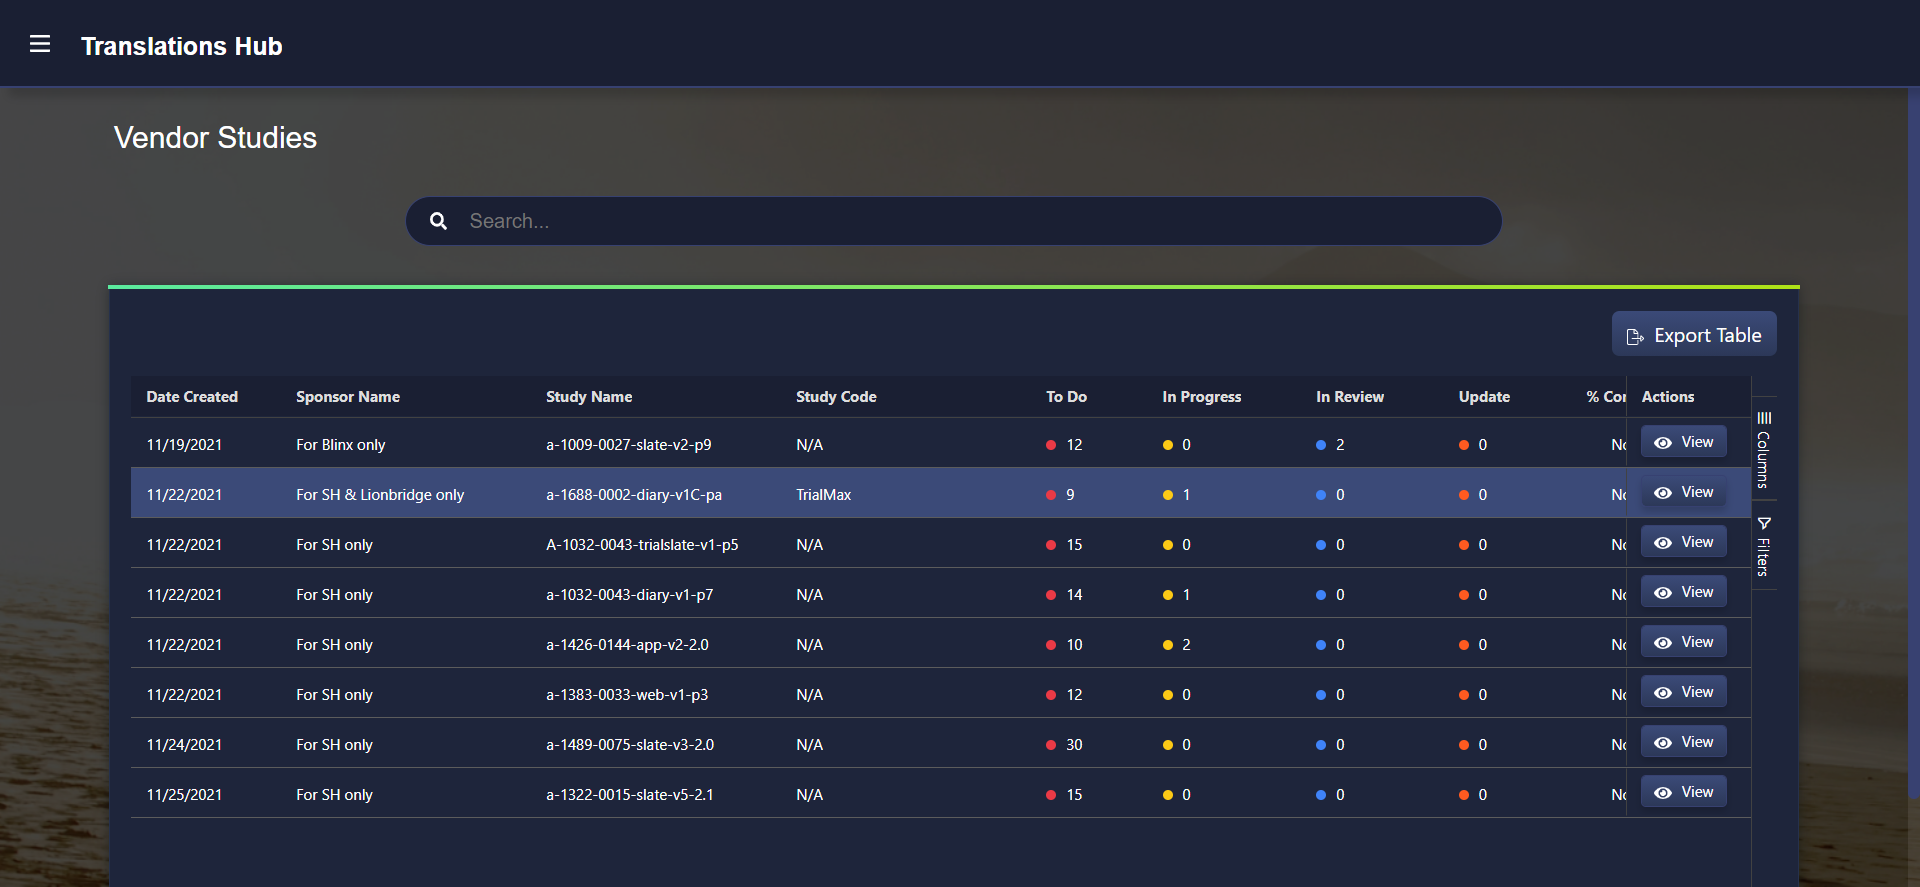 Translations Hub
Vendor Studies
Search...
Export Table
Date Created Sponsor Name Study Name Study Code To Do In Progress In Review Update % Actions
11/19/2021 For Blinx only a-1009-0027-slate-v2-p9 N/A 12 0 2 0 View
11/22/2021 For SH & Lionbridge only a-1688-0002-diary-v1C-pa TrialMax 9 1 0 0 View
11/22/2021 For SH only A-1032-0043-trialslate-v1-p5 N/A 15 0 0 0 View
11/22/2021 For SH only a-1032-0043-diary-v1-p7 N/A 14 1 0 0 View
11/22/2021 For SH only a-1426-0144-app-v2-2.0 N/A 10 2 0 0 View
11/22/2021 For SH only a-1383-0033-web-v1-p3 N/A 12 0 0 0 View
11/24/2021 For SH only a-1489-0075-slate-v3-2.0 N/A 30 0 0 0 View
11/25/2021 For SH only a-1322-0015-slate-v5-2.1 N/A 15 0 0 0 View
Columns
Filters